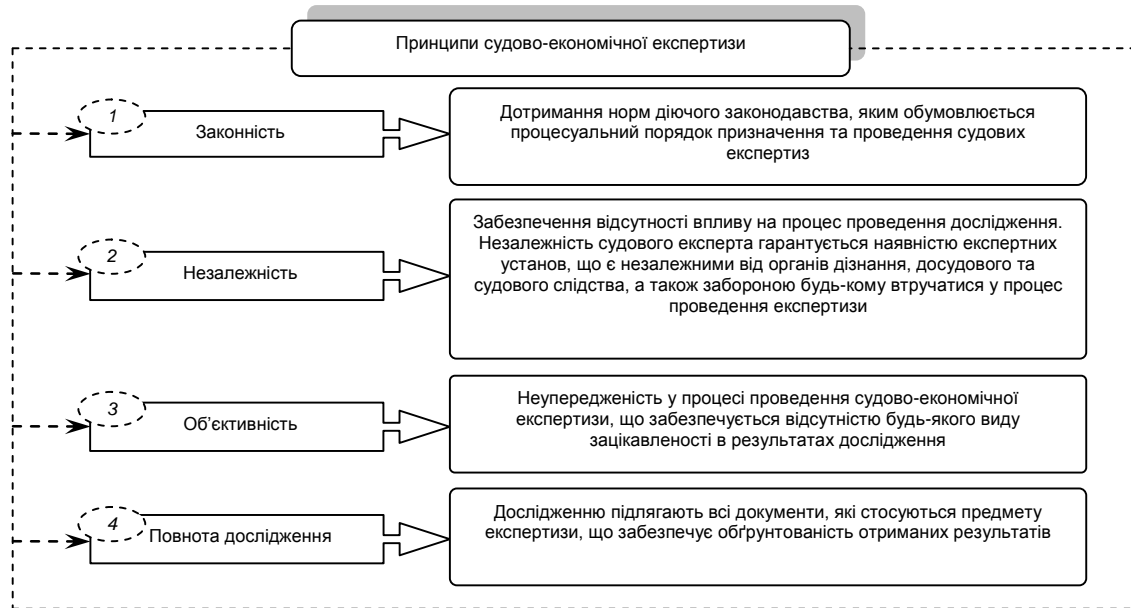 Принципи судово-економічної експертизи
1
Законність
Дотримання норм діючого законодавства, яким обумовлюється
процесуальний порядок призначення та проведення судових
експертиз
2
Незалежність
Забезпечення відсутності впливу на процес проведення дослідження.
Незалежність судового експерта гарантується наявністю експертних
установ, що є незалежними від органів дізнання, досудового та
судового слідства, а також забороною будь-кому втручатися у процес
проведення експертизи
3
Об’єктивність
Неупередженість у процесі проведення судово-економічної
експертизи, що забезпечується відсутністю будь-якого виду
зацікавленості в результатах дослідження
4
Повнота дослідження
Дослідженню підлягають всі документи, які стосуються предмету
експертизи, що забезпечує обґрунтованість отриманих результатів